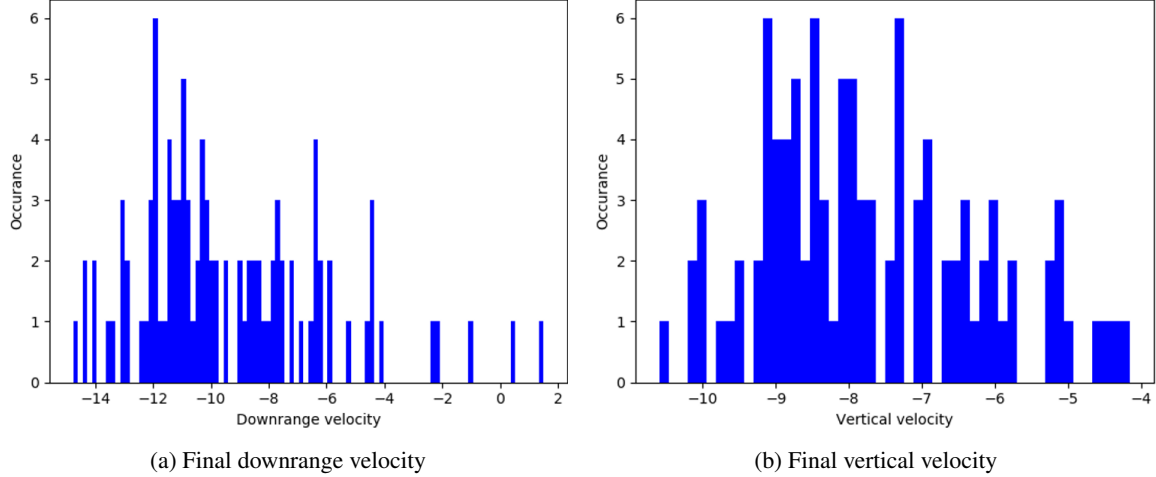 6
5
4
3
2
1
0
Occurance
−14 −12 −10 −8 −6 −4 −2 0 2
Downrange velocity
(a) Final downrange velocity
6
5
4
3
2
1
0
Occurance
−10 −9 −8 −7 −6 −5 −4
Vertical velocity
(b) Final vertical velocity